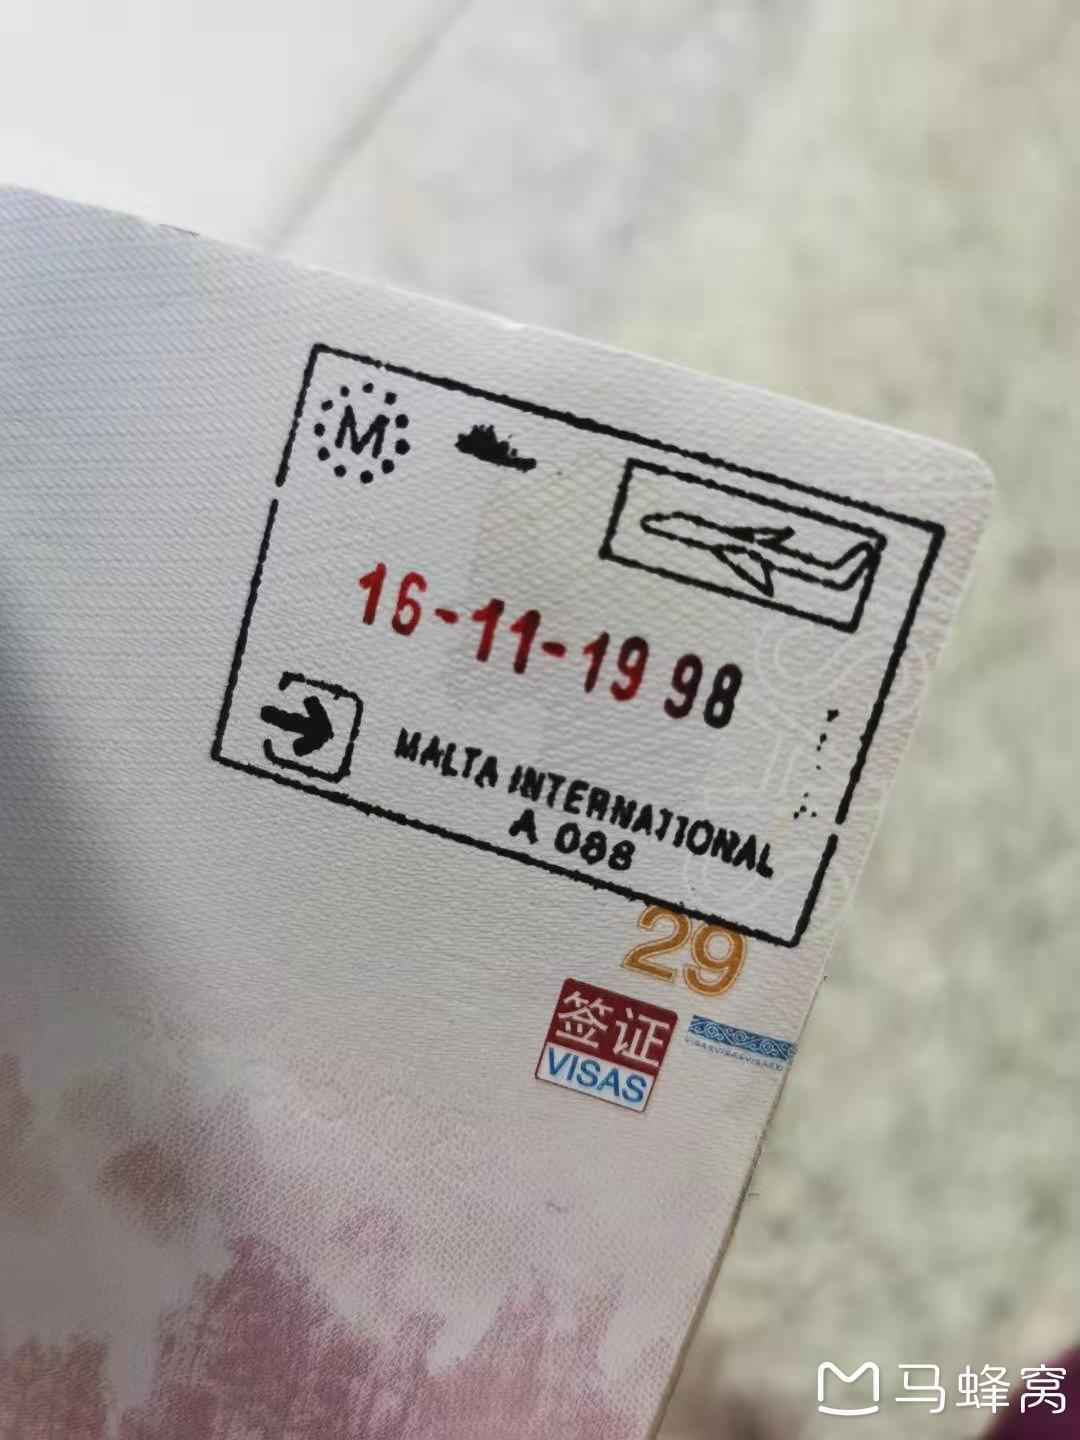 M
16-11-1998
MALTA INTERNATIONAL
A 088
29
签证
VISAS
马蜂窝